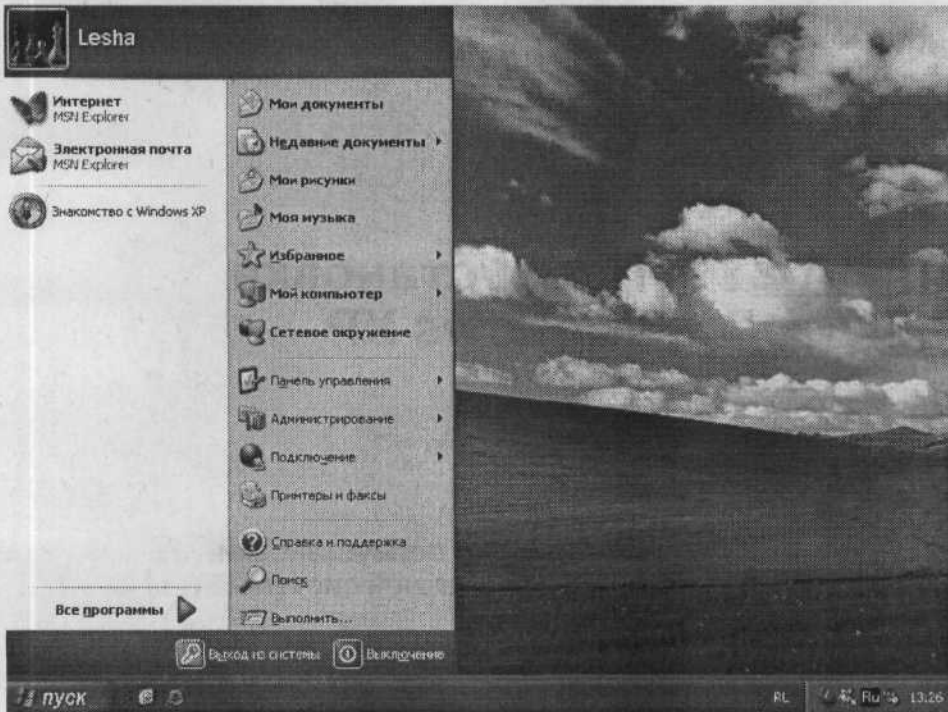 Lesha
Интернет
MSN Explorer
Электронная почта
MSN Explorer
Знакомство с Windows XP
Все программы
Мои документы
Недавние документы
Мои рисунки
Моя музыка
Избранное
Мой компьютер
Сетевое окружение
Панель управления
Администрирование
Подключение
Принтеры и факсы
Справка и поддержка
Поиск
Выполнить...
Выход из системы
Выключение
пуск
RL
Ru
13:26